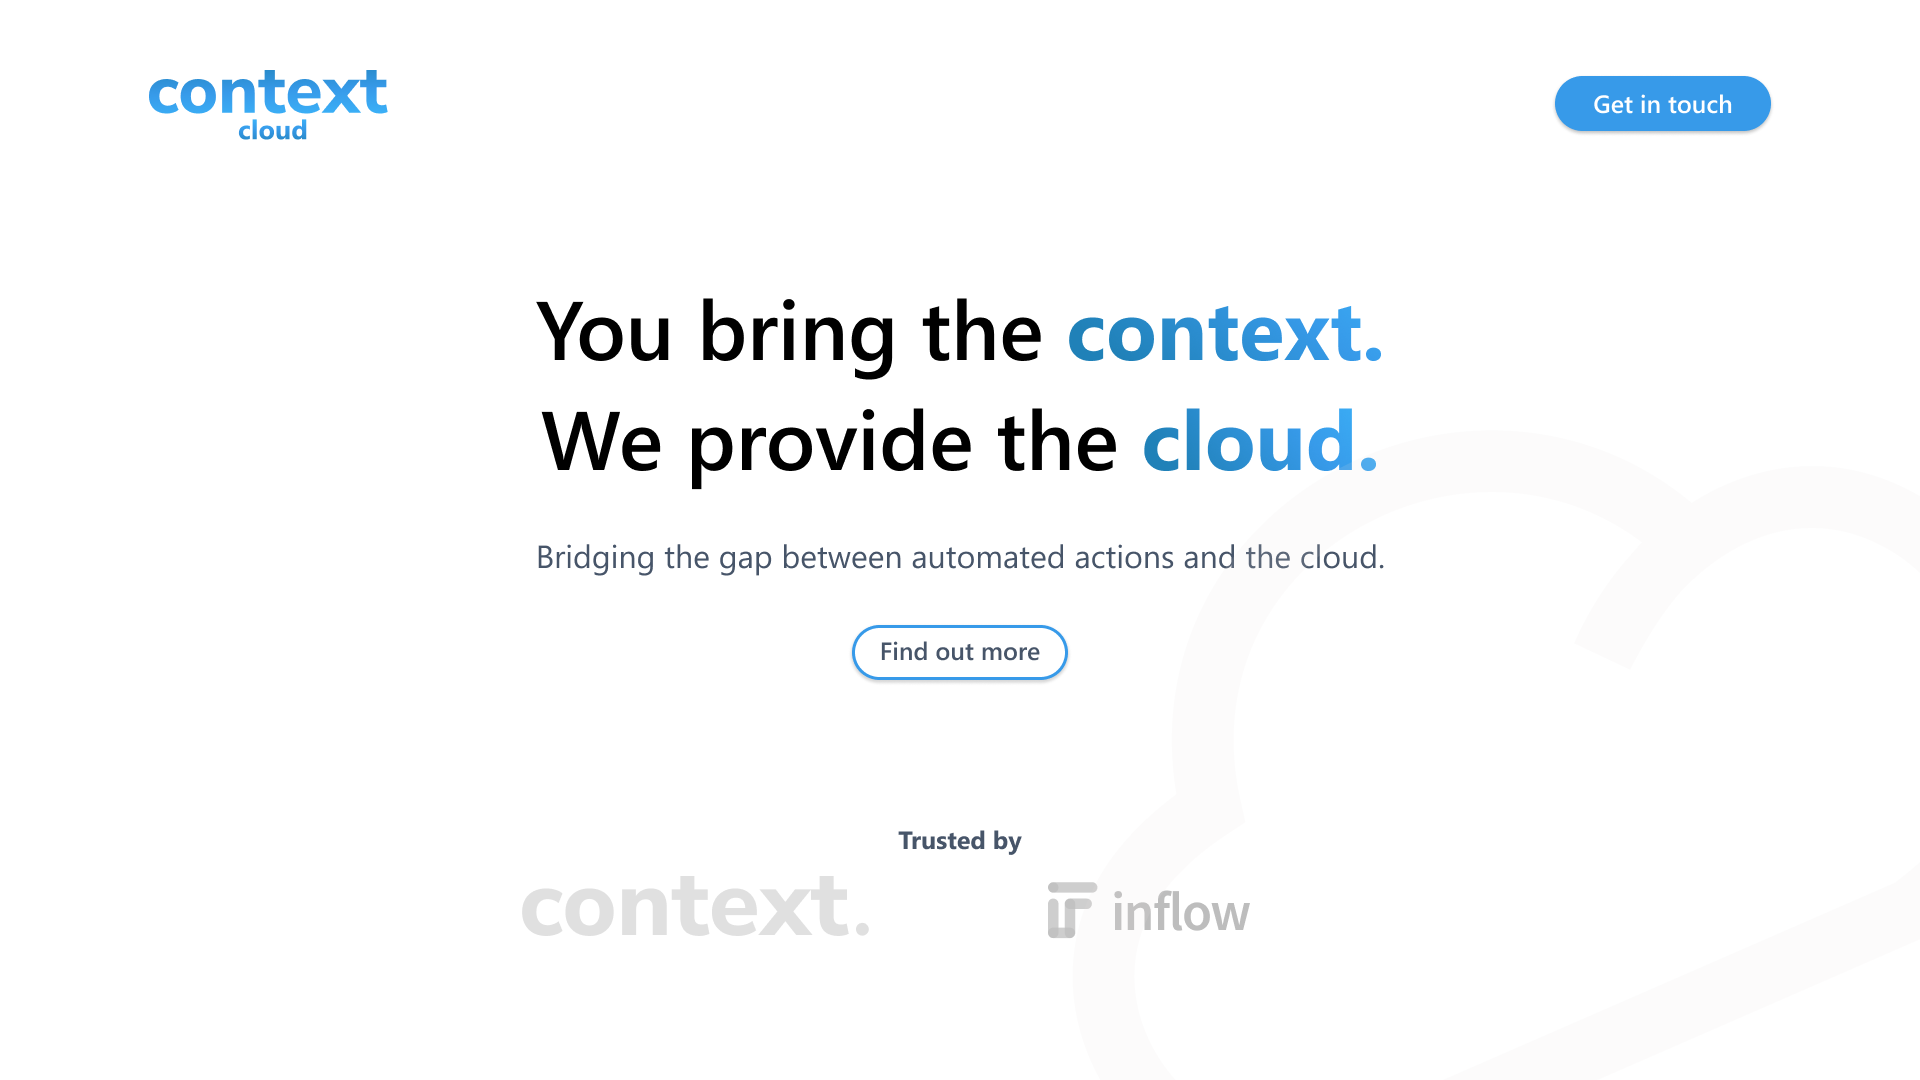 context
cloud
Get in touch
You bring the context.
We provide the cloud.
Bridging the gap between automated actions and the cloud.
Find out more
Trusted by
context.
inflow